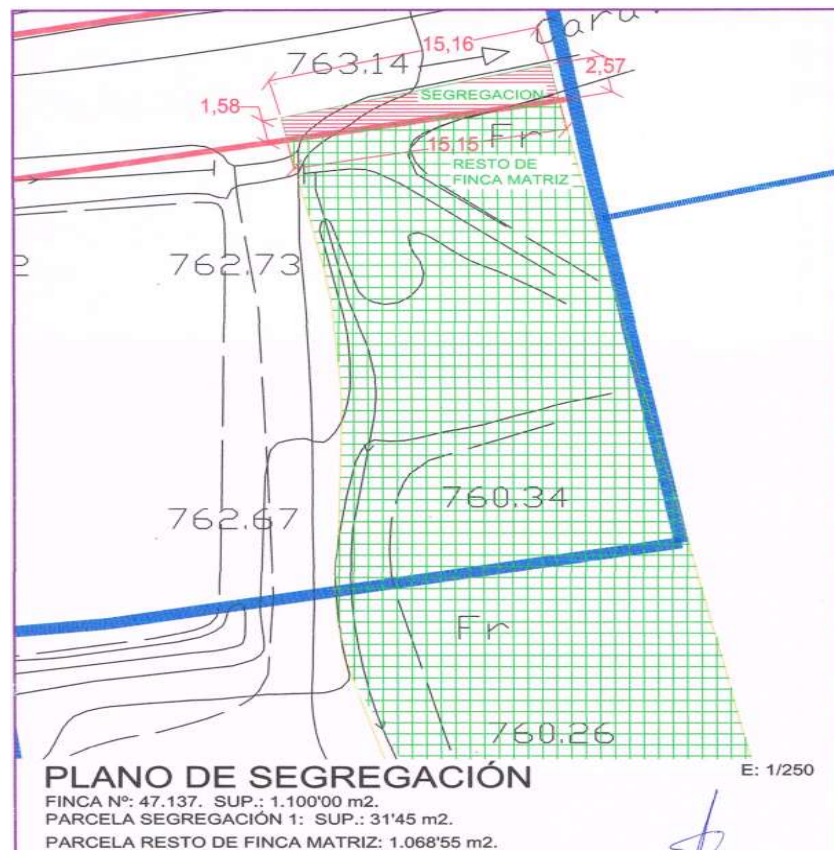 Carr
15,16
763.14
2,57
SEGREGACION
1,58
Fr
15,15
RESTO DE
FINCA MATRIZ
2
762.73
760.34
762.67
Fr
760.26
PLANO DE SEGREGACIÓN
E: 1/250
FINCA Nº: 47.137. SUP.: 1.100'00 m2.
PARCELA SEGREGACIÓN 1: SUP.: 31'45 m2.
PARCELA RESTO DE FINCA MATRIZ: 1.068'55 m2.